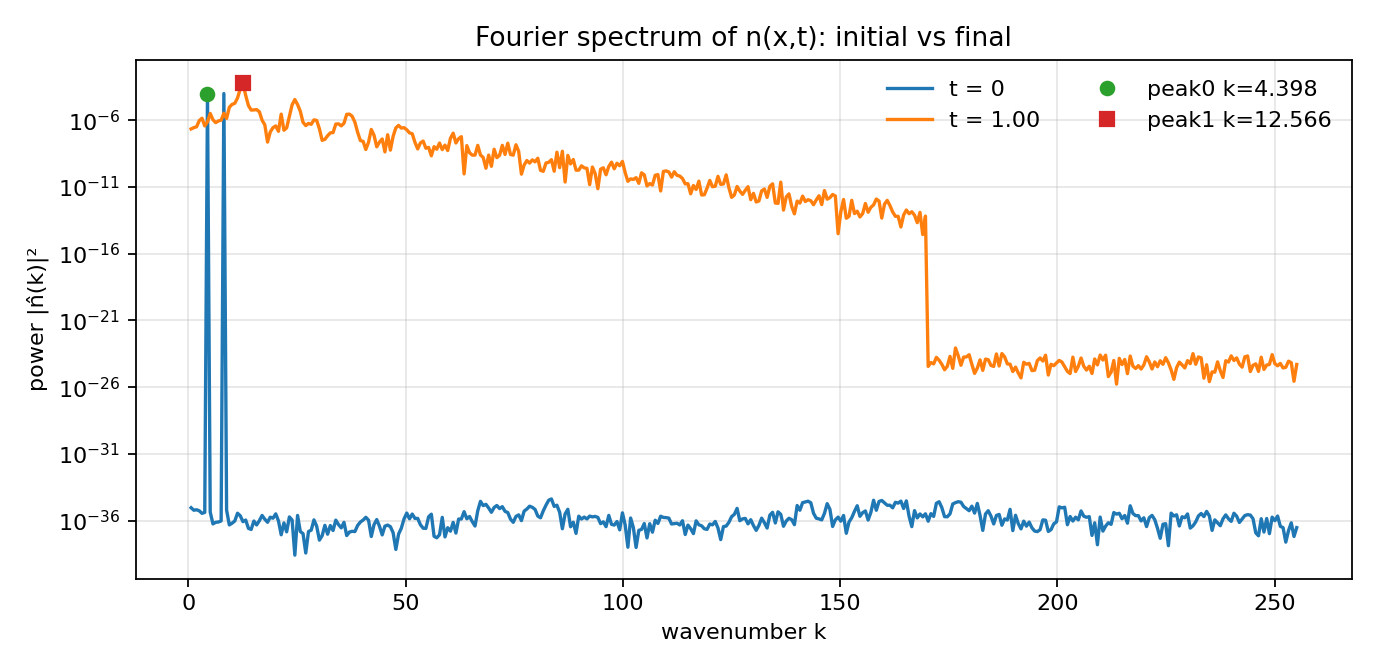 Fourier spectrum of n(x,t): initial vs final
t = 0
t = 1.00
peak0 k=4.398
peak1 k=12.566
power |n̂(k)|²
10⁻⁶
10⁻¹¹
10⁻¹⁶
10⁻²¹
10⁻²⁶
10⁻³¹
10⁻³⁶
0 50 100 150 200 250
wavenumber k